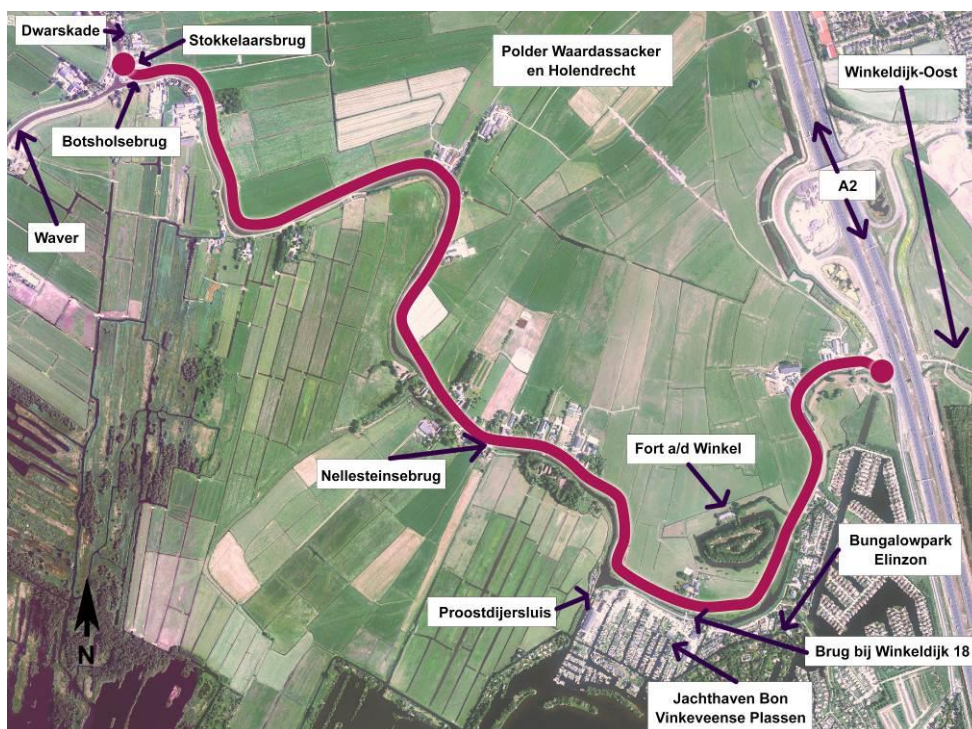 Dwarskade
Stokkelaarsbrug
Polder Waardassacker
en Holendrecht
Winkeldijk-Oost
Botsholsebrug
A2
Waver
Fort a/d Winkel
Nellesteinsebrug
Bungalowpark
Elinzon
Proostdijersluis
N
Brug bij Winkeldijk 18
Jachthaven Bon
Vinkeveense Plassen